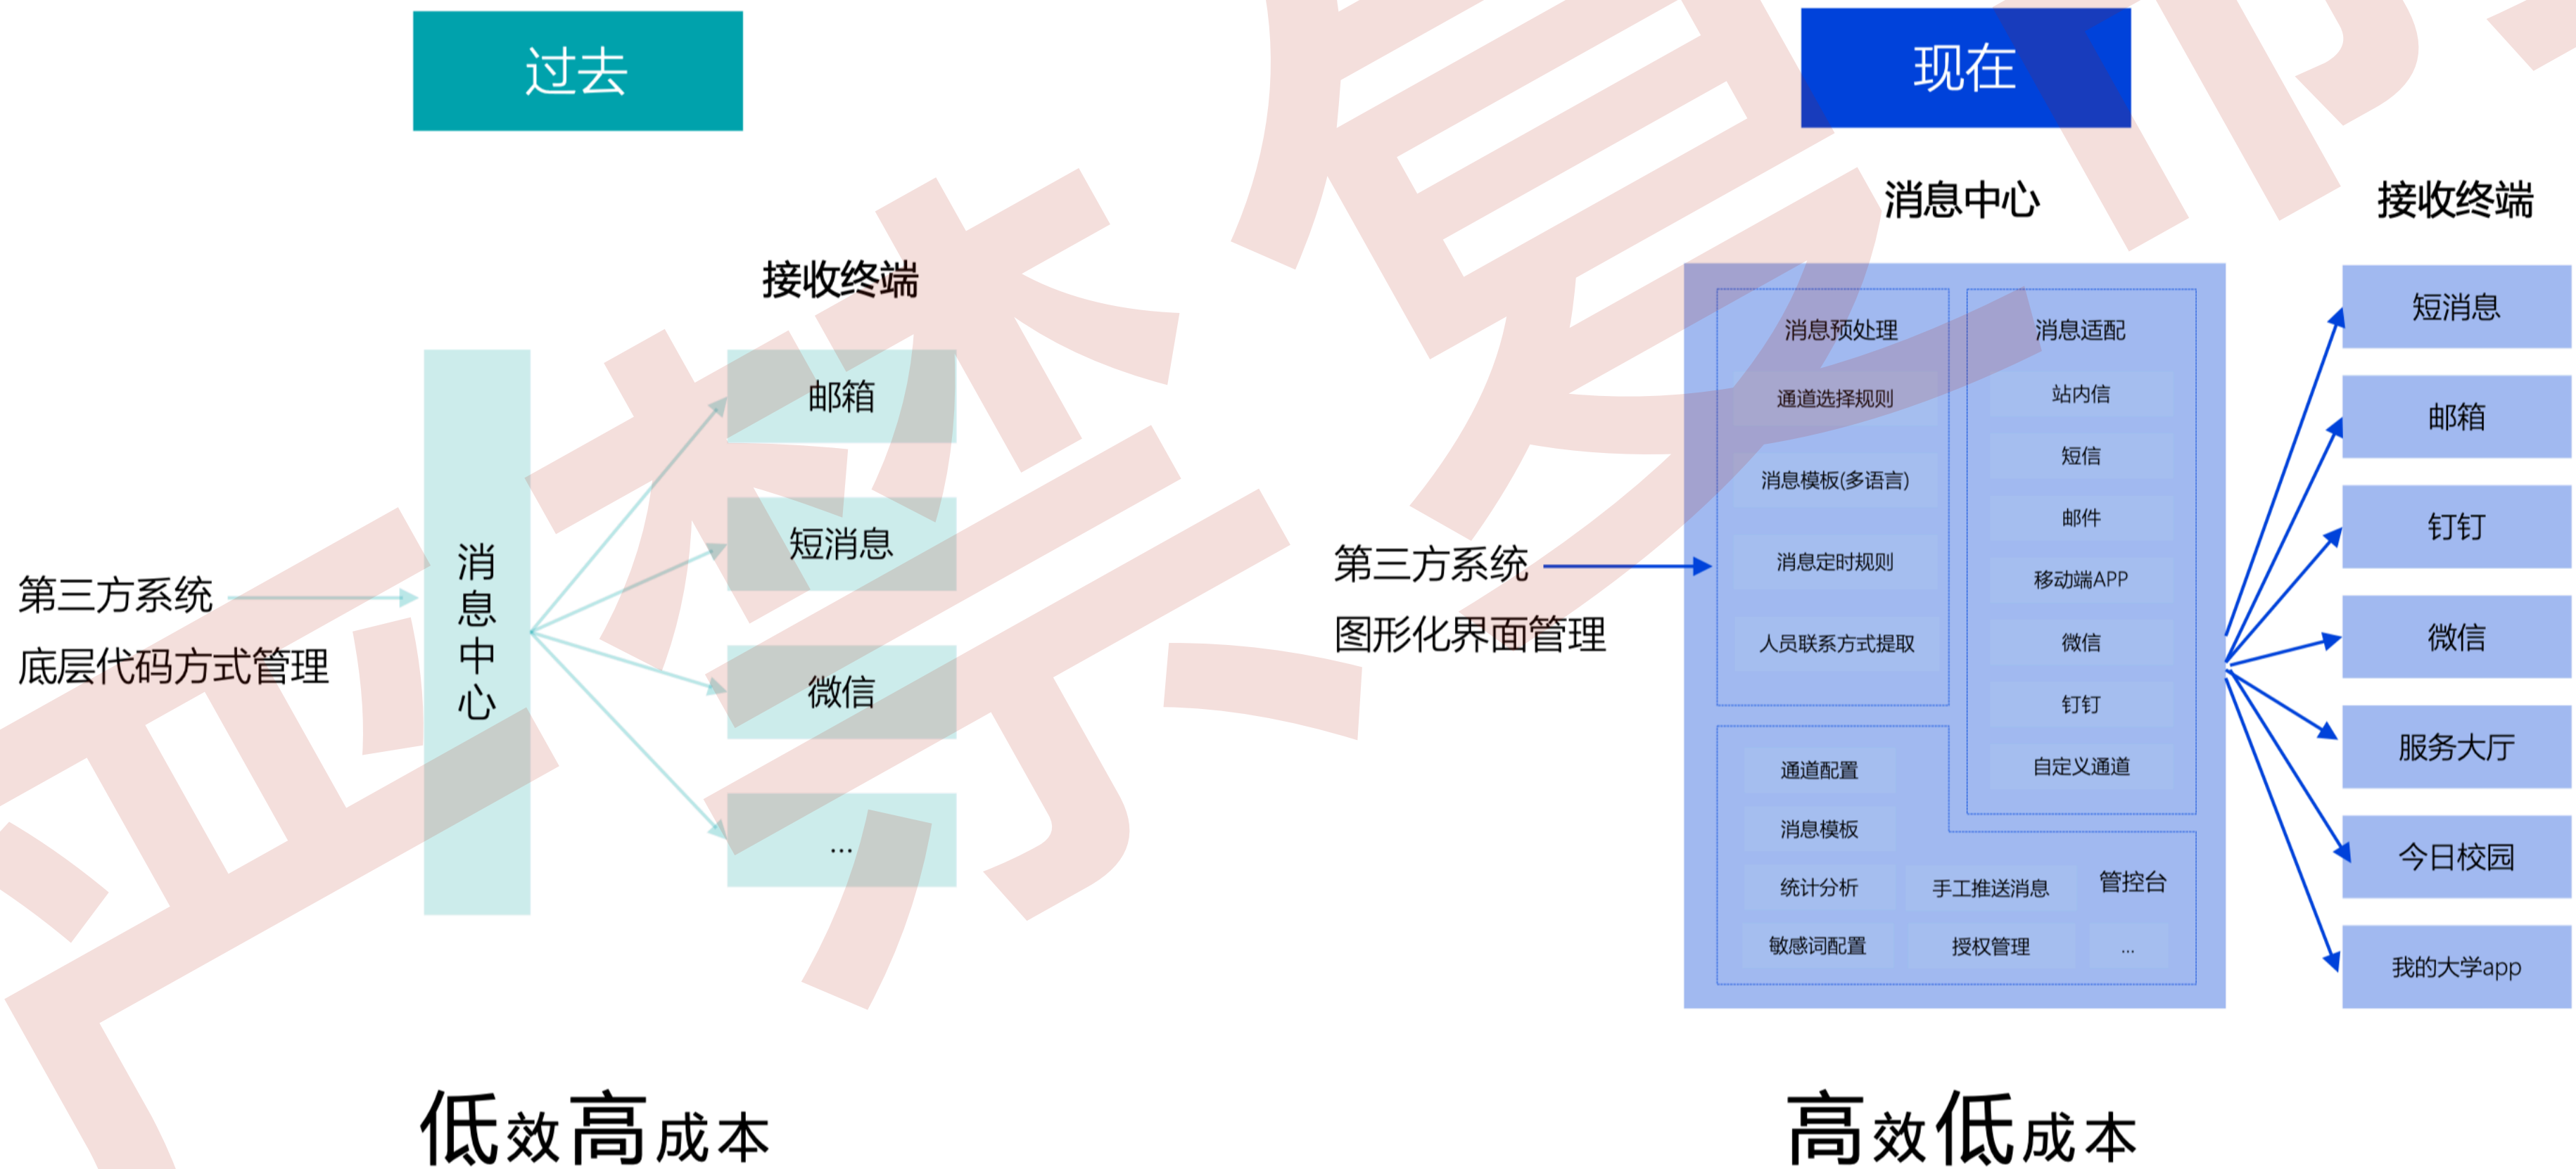 过去
接收终端
邮箱
短消息
微信
...
消息中心
第三方系统
底层代码方式管理
低效高成本
现在
消息中心
接收终端
第三方系统
图形化界面管理
消息预处理
通道选择规则
消息模板(多语言)
消息定时规则
人员联系方式提取
消息适配
站内信
短信
邮件
移动端APP
微信
钉钉
自定义通道
通道配置
消息模板
统计分析
手工推送消息
管控台
敏感词配置
授权管理
...
短消息
邮箱
钉钉
微信
服务大厅
今日校园
我的大学app
高效低成本
严禁复制